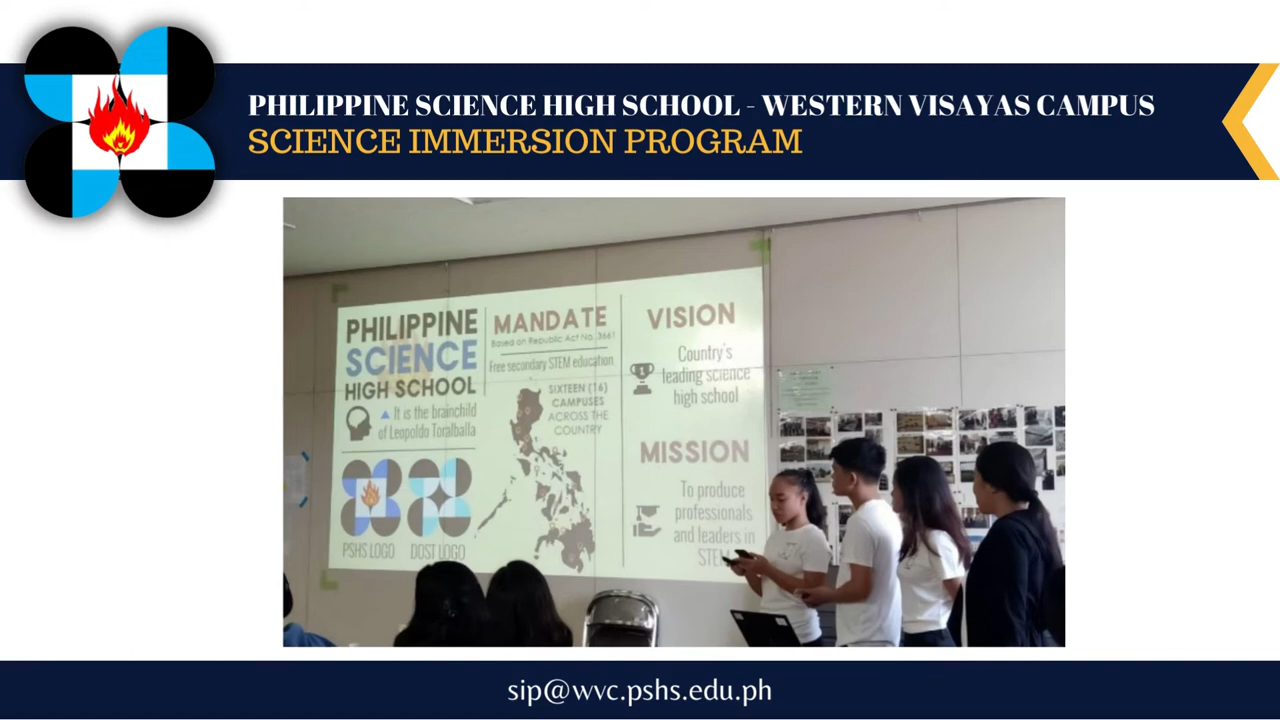 PHILIPPINE SCIENCE HIGH SCHOOL - WESTERN VISAYAS CAMPUS
SCIENCE IMMERSION PROGRAM
PHILIPPINE
SCIENCE
HIGH SCHOOL
It is the brainchild
of Leopoldo Toralballa
PSHS LOGO
DOST LOGO
MANDATE
Based on Republic Act No. 3661
Free secondary STEM education
SIXTEEN (16)
CAMPUSES
ACROSS THE
COUNTRY
VISION
1
Country's
leading science
high school
MISSION
To produce
professionals
and leaders in
STEM
sip@wvc.pshs.edu.ph